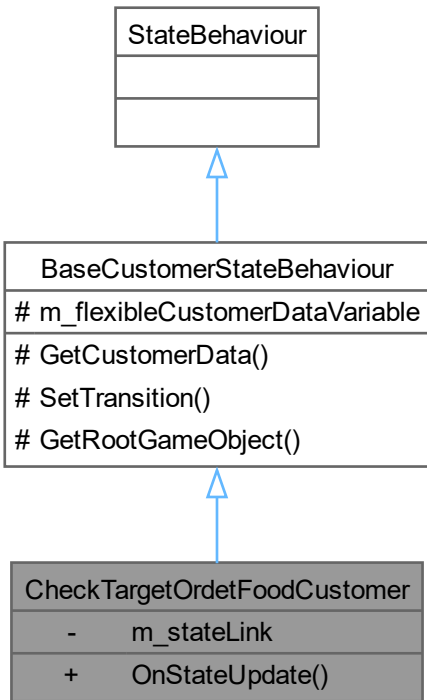 StateBehaviour
BaseCustomerStateBehaviour
# m_flexibleCustomerDataVariable
# GetCustomerData()
# SetTransition()
# GetRootGameObject()
CheckTargetOrdetFoodCustomer
- m_stateLink
+ OnStateUpdate()